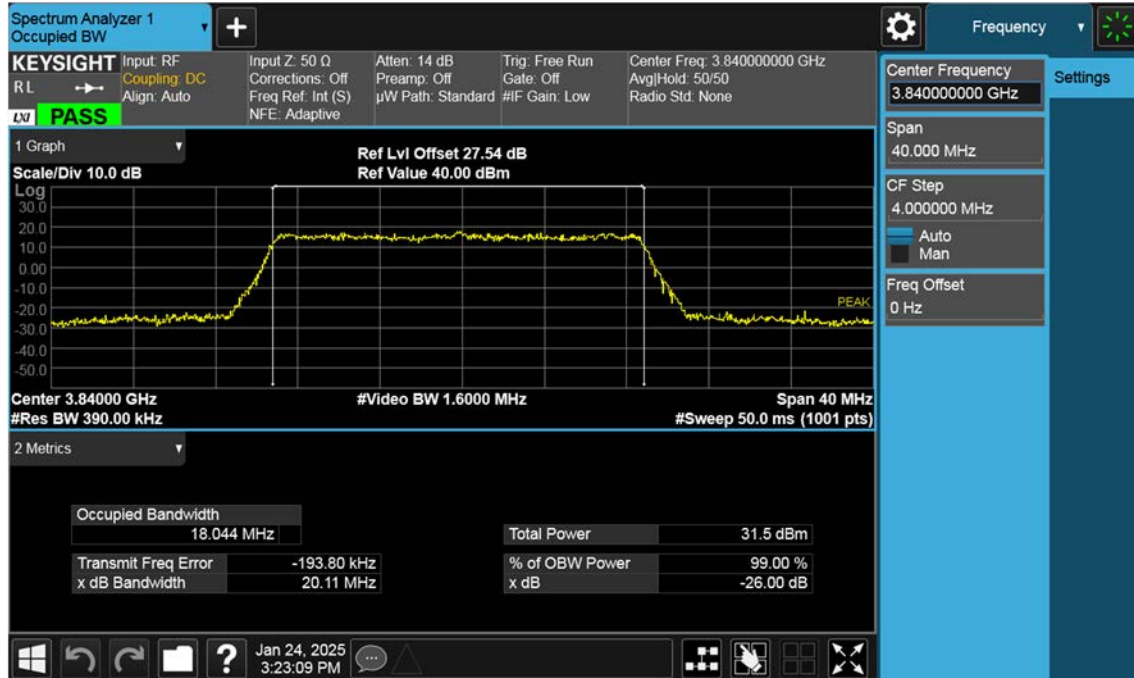 Spectrum Analyzer 1
Occupied BW
Frequency
KEYSIGHT
R L
LXI PASS
Input: RF
Coupling: DC
Align: Auto
Input Z: 50 Ω
Corrections: Off
Freq Ref: Int (S)
NFE: Adaptive
Atten: 14 dB
Preamp: Off
µW Path: Standard
Trig: Free Run
Gate: Off
#IF Gain: Low
Center Freq: 3.840000000 GHz
Avg|Hold: 50/50
Radio Std: None
Center Frequency
3.840000000 GHz
Settings
Span
40.000 MHz
CF Step
4.000000 MHz
Auto
Man
Freq Offset
0 Hz
1 Graph
Scale/Div 10.0 dB
Ref Lvl Offset 27.54 dB
Ref Value 40.00 dBm
Log
30.0
20.0
10.0
0.00
-10.0
-20.0
-30.0
-40.0
-50.0
PEAK
Center 3.84000 GHz
#Video BW 1.6000 MHz
Span 40 MHz
#Res BW 390.00 kHz
#Sweep 50.0 ms (1001 pts)
2 Metrics
Occupied Bandwidth
18.044 MHz
Total Power 31.5 dBm
Transmit Freq Error -193.80 kHz
% of OBW Power 99.00 %
x dB Bandwidth 20.11 MHz
x dB -26.00 dB
?
Jan 24, 2025
3:23:09 PM